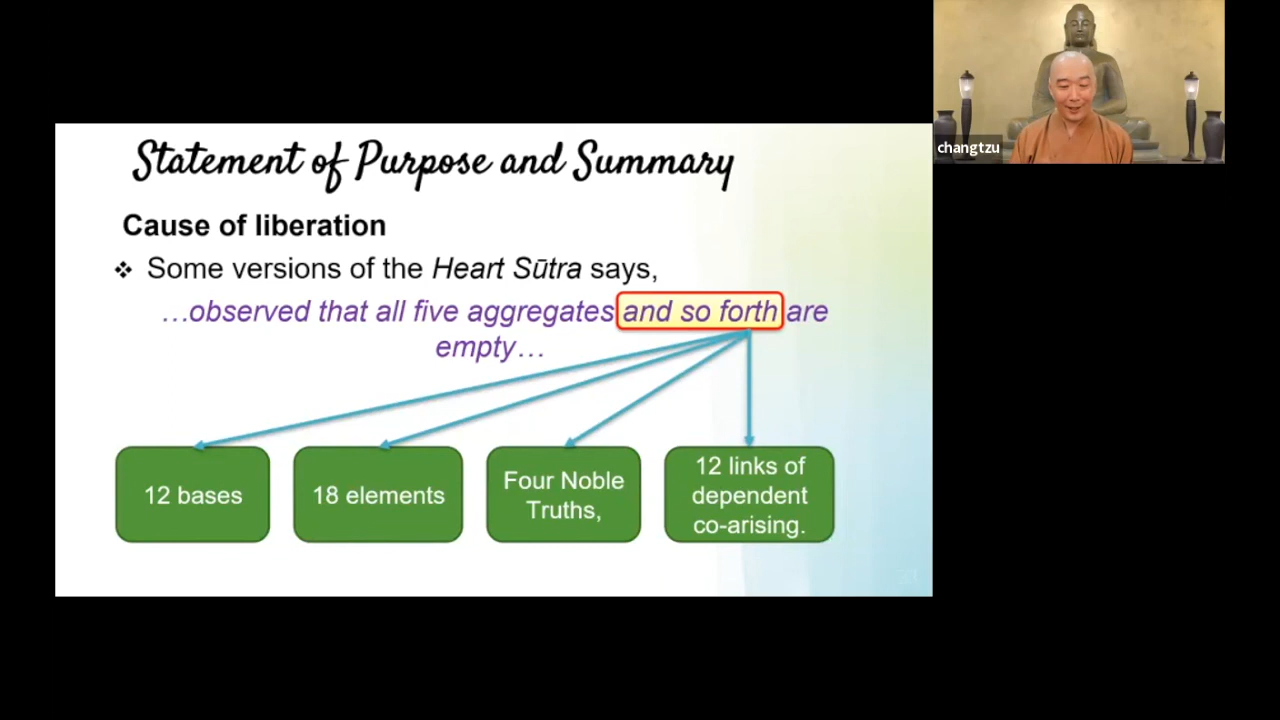 Statement of Purpose and Summary
Cause of liberation
❖ Some versions of the Heart Sūtra says,
…observed that all five aggregates and so forth are
empty…
12 bases
18 elements
Four Noble
Truths,
12 links of
dependent
co-arising.
changtzu